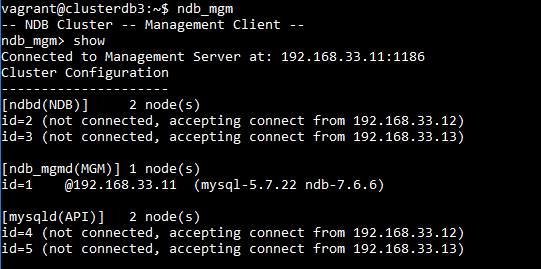 vagrant@clusterdb3:~$ ndb_mgm
-- NDB Cluster -- Management Client --
ndb_mgm> show
Connected to Management Server at: 192.168.33.11:1186
Cluster Configuration
---------------------
[ndbd(NDB)]     2 node(s)
id=2 (not connected, accepting connect from 192.168.33.12)
id=3 (not connected, accepting connect from 192.168.33.13)

[ndb_mgmd(MGM)] 1 node(s)
id=1    @192.168.33.11  (mysql-5.7.22 ndb-7.6.6)

[mysqld(API)]   2 node(s)
id=4 (not connected, accepting connect from 192.168.33.12)
id=5 (not connected, accepting connect from 192.168.33.13)